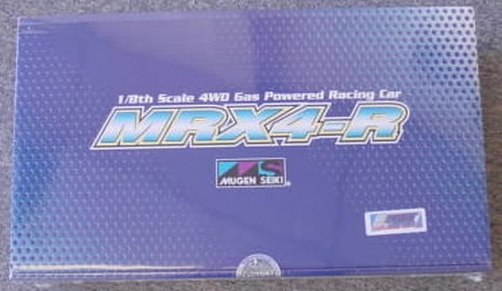 1/8th Scale 4WD Gas Powered Racing Car
MRX4-R
MUGEN SEIKI